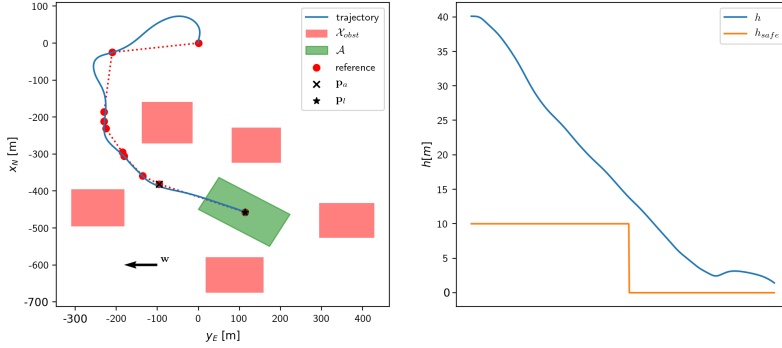 100
0
-100
-200
-300
-400
-500
-600
-700
x_N [m]
-300
-200
-100
0
100
200
300
400
y_E [m]
trajectory
𝒳_obst
𝒜
reference
p_a
p_l
w
40
35
30
25
20
15
10
5
0
h[m]
h
h_safe